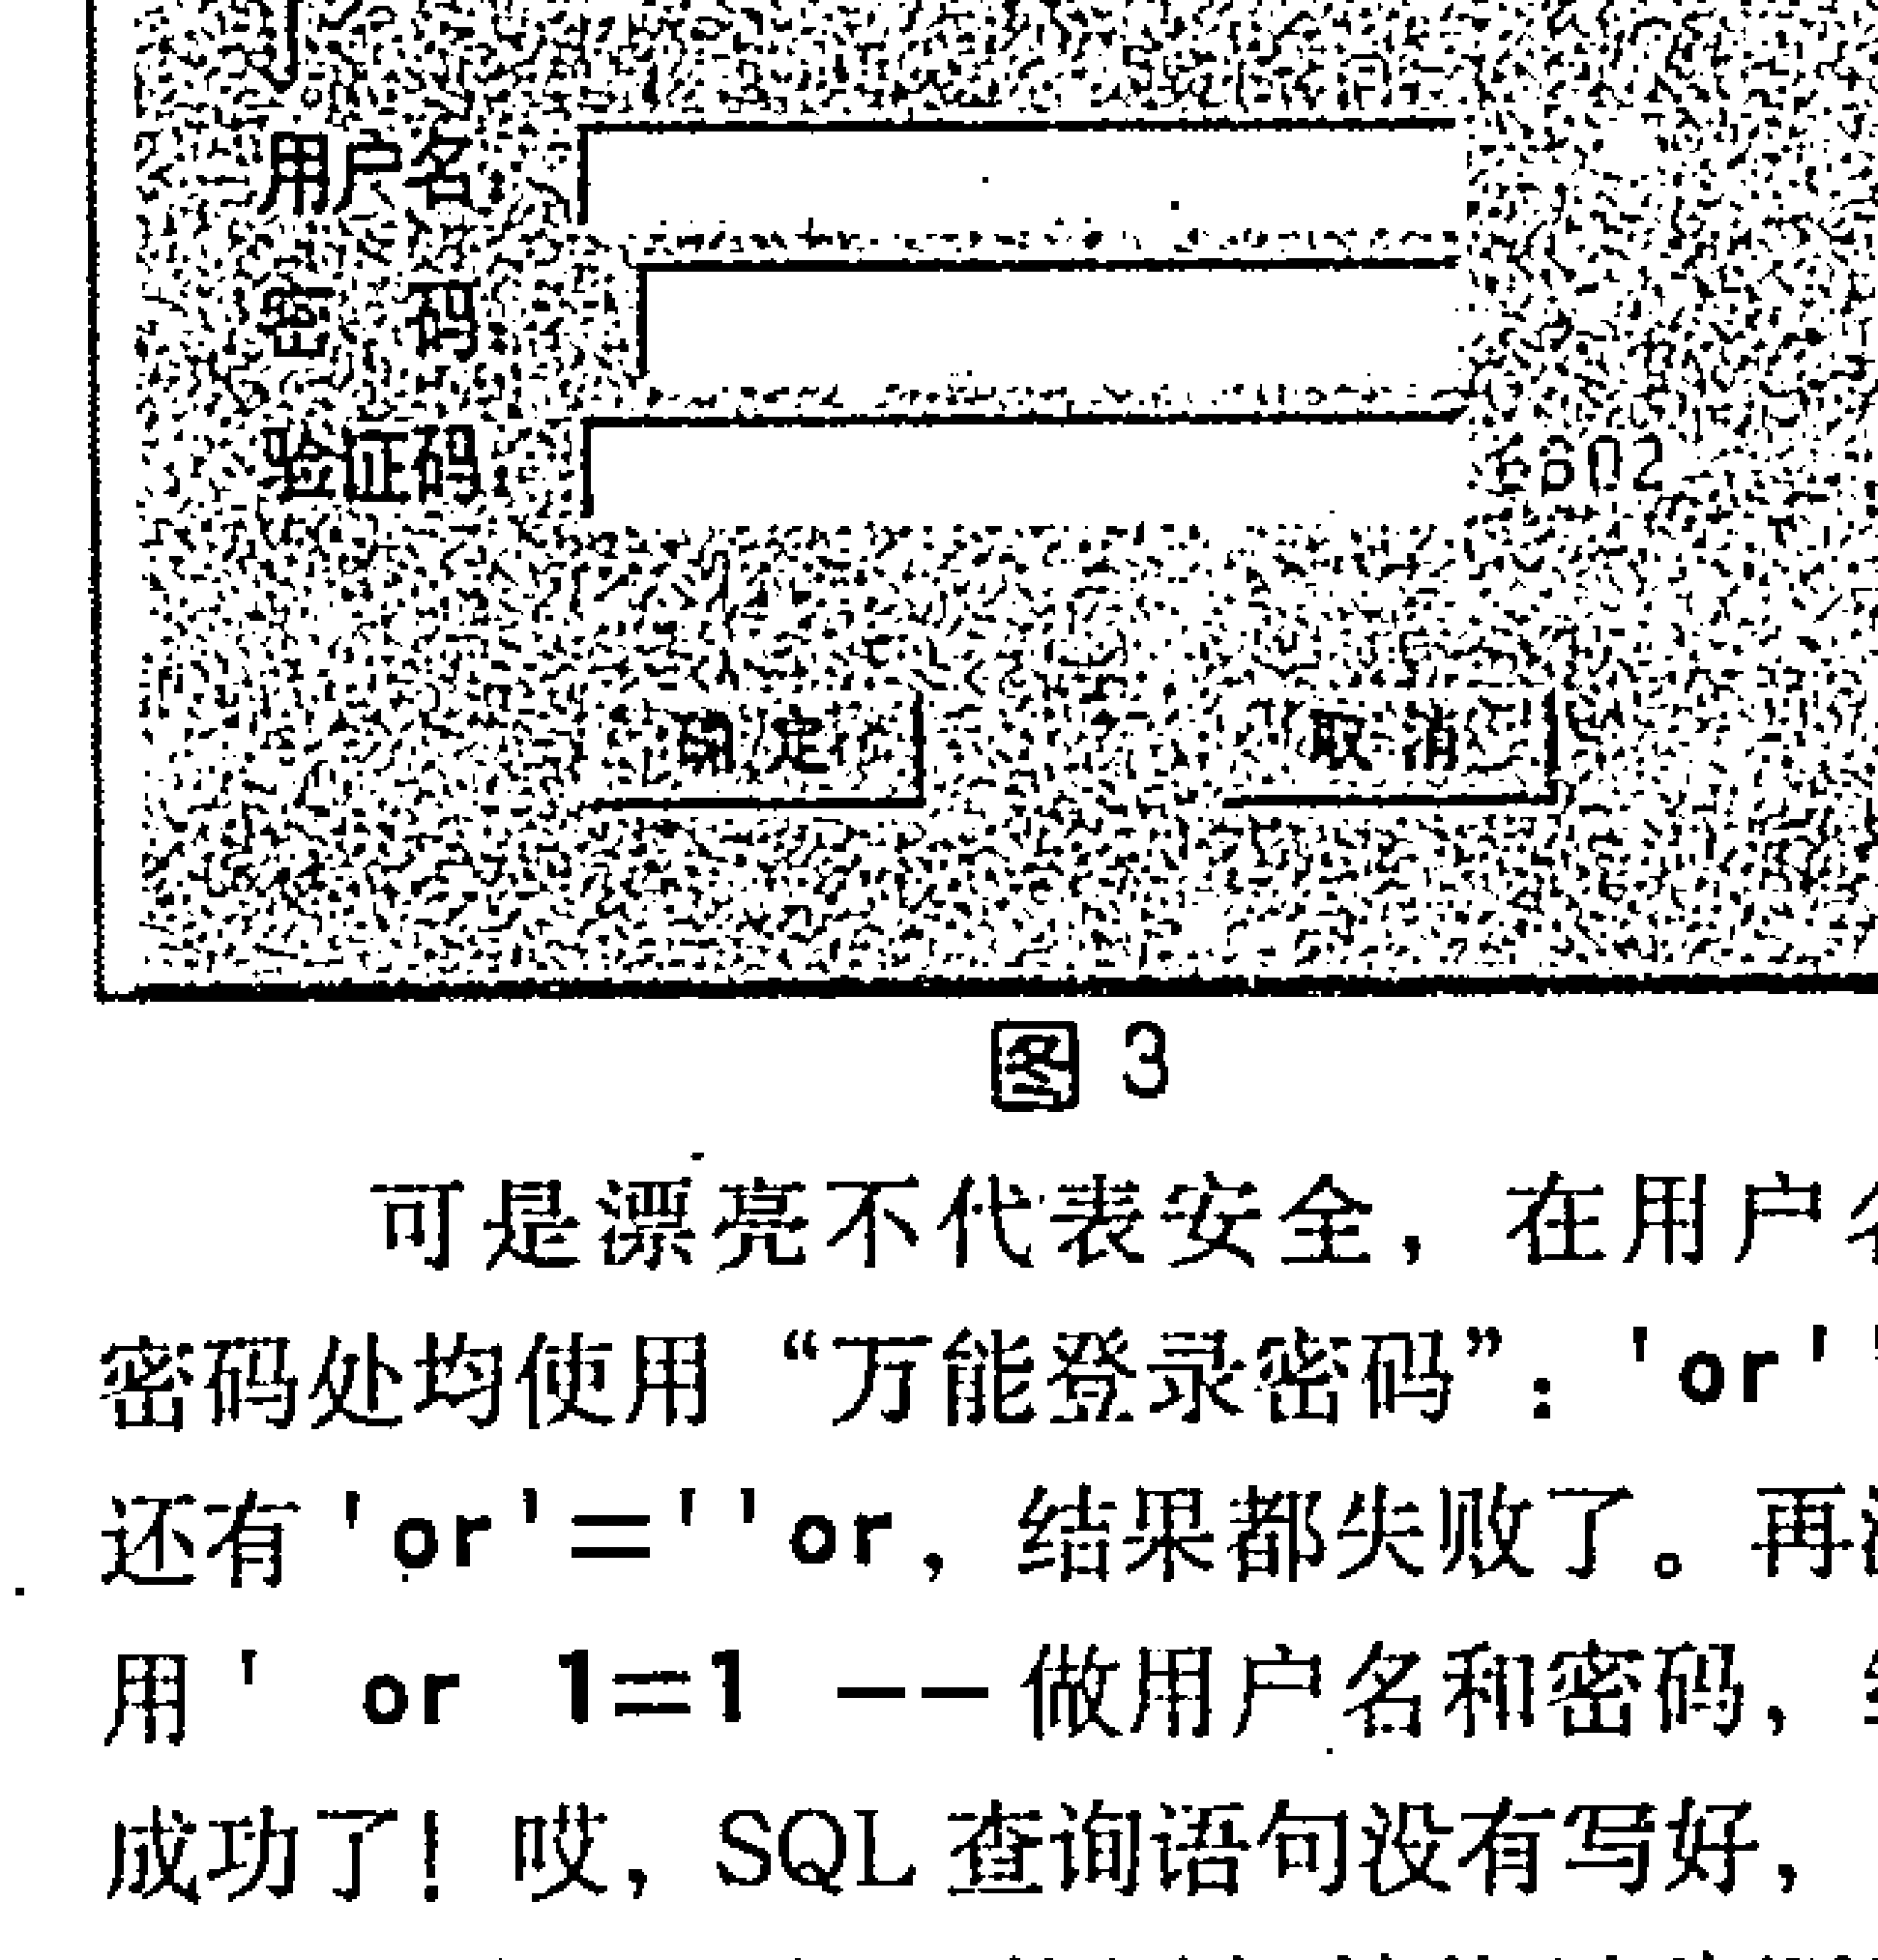 用户名:
密 码
验证码: 6602
确 定 取 消
图 3
可是漂亮不代表安全，在用户名
密码处均使用“万能登录密码”：'or'
还有'or'=''or，结果都失败了。再
用' or 1=1 --做用户名和密码，
成功了！哎，SQL 查询语句没有写好，